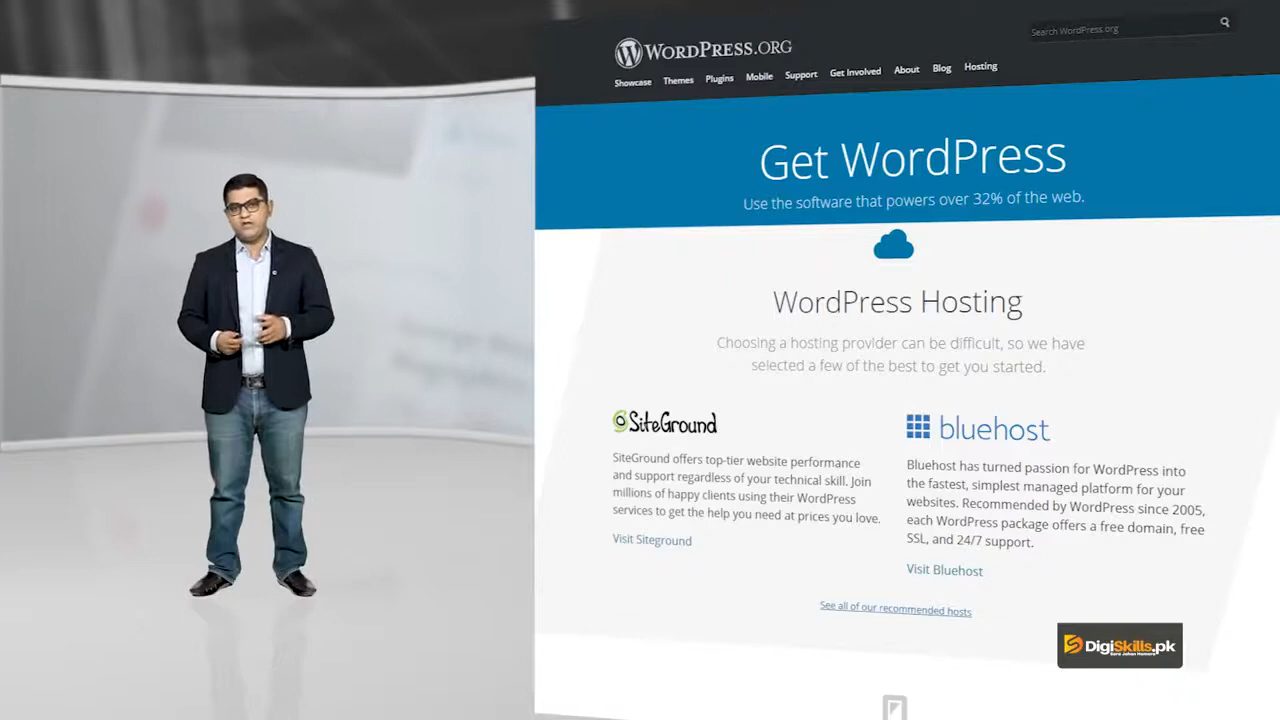 WORDPRESS.ORG
Search WordPress.org
Showcase Themes Plugins Mobile Support Get Involved About Blog Hosting
Get WordPress
Use the software that powers over 32% of the web.
WordPress Hosting
Choosing a hosting provider can be difficult, so we have
selected a few of the best to get you started.
SiteGround
SiteGround offers top-tier website performance
and support regardless of your technical skill. Join
millions of happy clients using their WordPress
services to get the help you need at prices you love.
Visit Siteground
bluehost
Bluehost has turned passion for WordPress into
the fastest, simplest managed platform for your
websites. Recommended by WordPress since 2005,
each WordPress package offers a free domain, free
SSL, and 24/7 support.
Visit Bluehost
See all of our recommended hosts
DigiSkills.pk